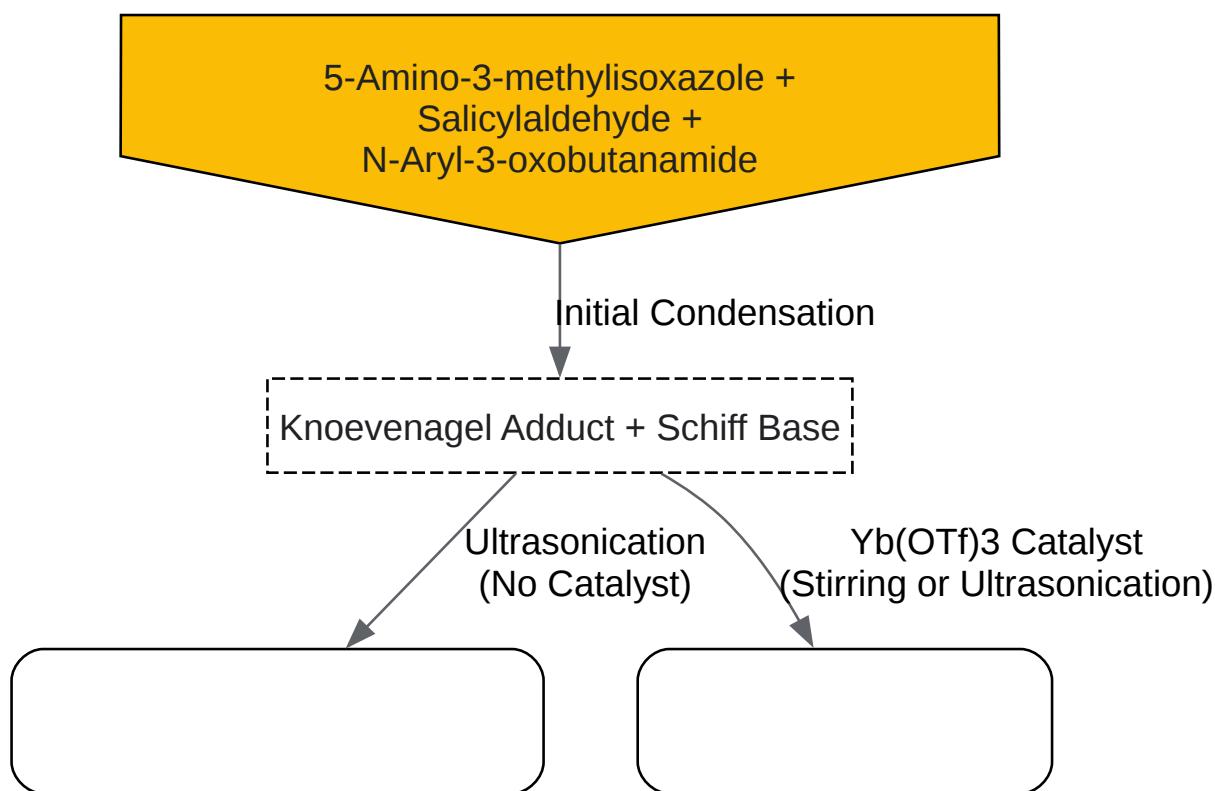 5-Amino-3-methylisoxazole +
Salicylaldehyde +
N-Aryl-3-oxobutanamide
Initial Condensation
Knoevenagel Adduct + Schiff Base
Ultrasonication
(No Catalyst)
Yb(OTf)3 Catalyst
(Stirring or Ultrasonication)